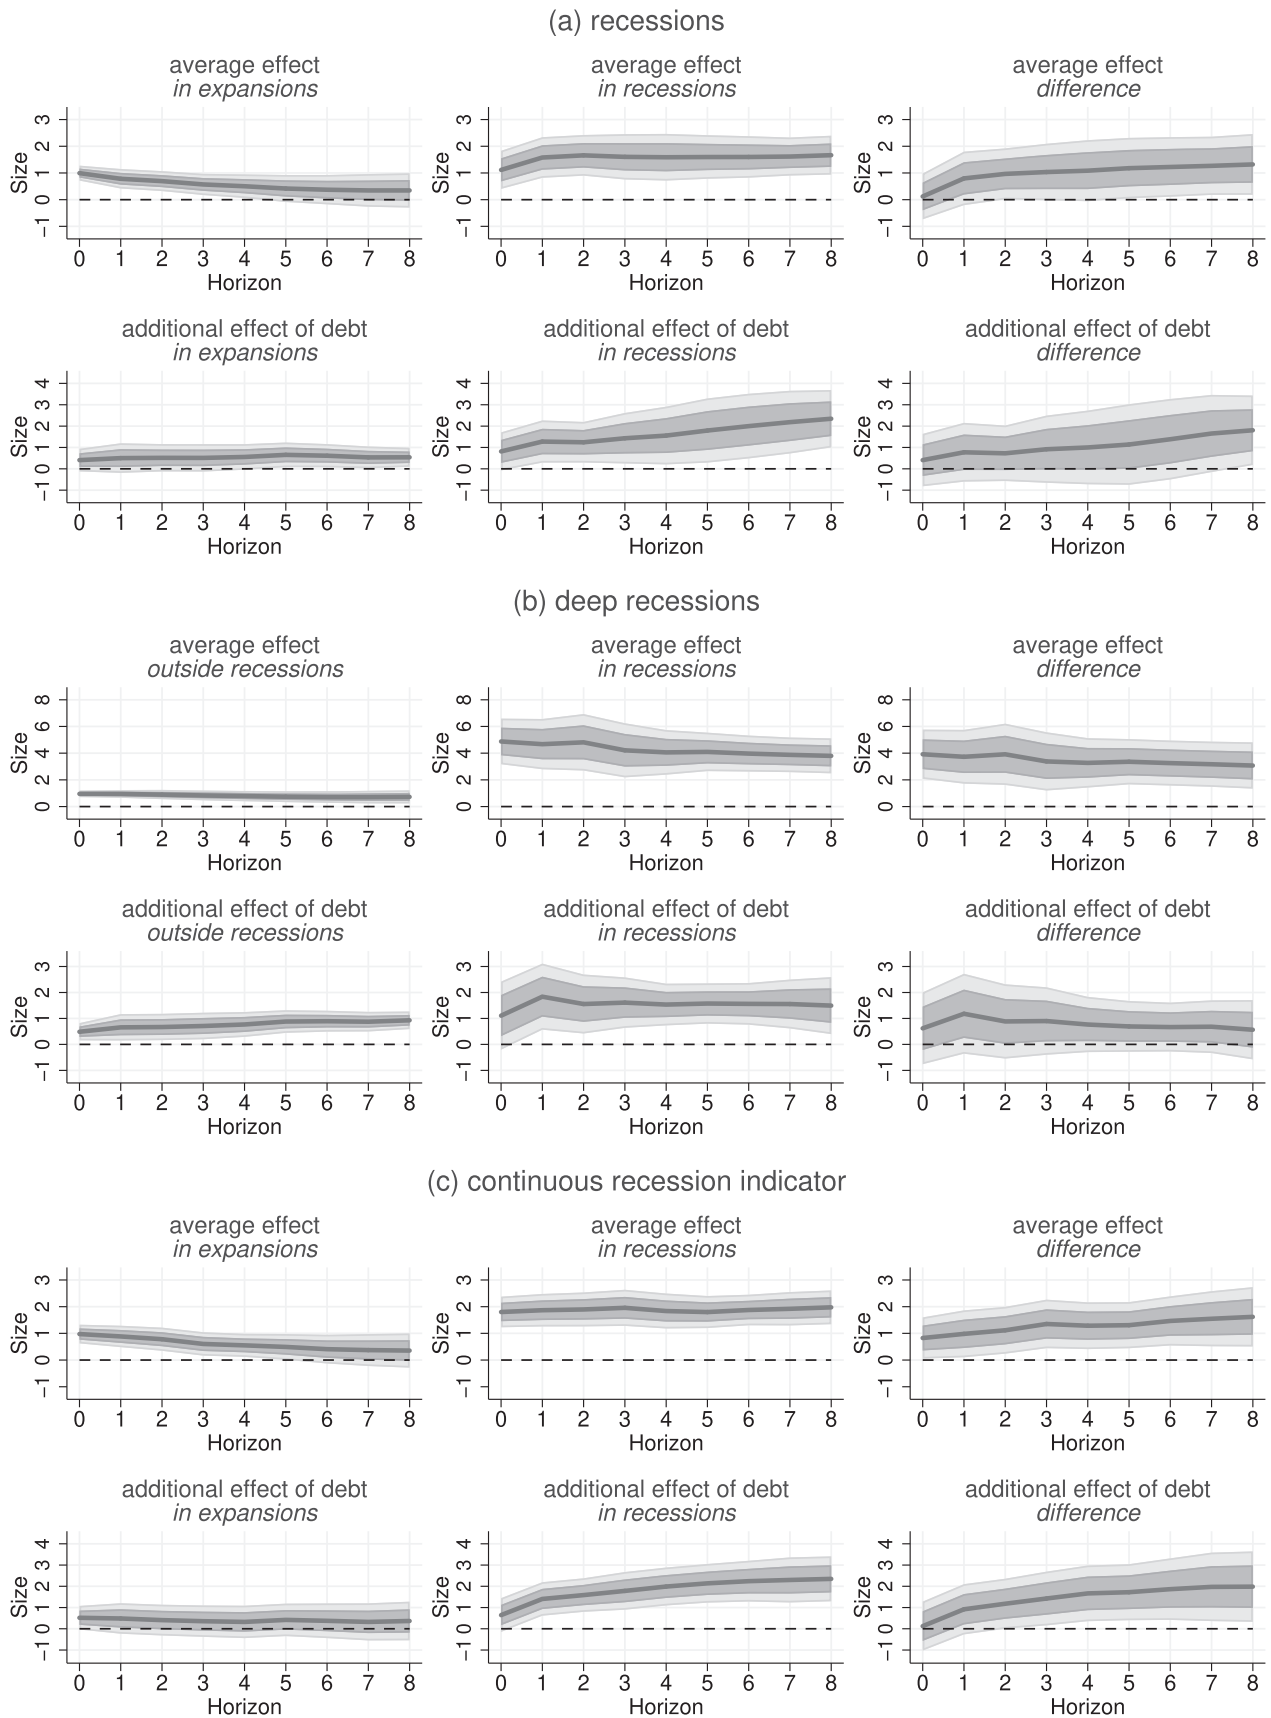 (a) recessions
average effect
in expansions
average effect
in recessions
average effect
difference
Size
3
2
1
0
−1
0 1 2 3 4 5 6 7 8
Horizon
Size
3
2
1
0
−1
0 1 2 3 4 5 6 7 8
Horizon
Size
3
2
1
0
−1
0 1 2 3 4 5 6 7 8
Horizon
additional effect of debt
in expansions
additional effect of debt
in recessions
additional effect of debt
difference
Size
4
3
2
1
0
−1
0 1 2 3 4 5 6 7 8
Horizon
Size
4
3
2
1
0
−1
0 1 2 3 4 5 6 7 8
Horizon
Size
4
3
2
1
0
−1
0 1 2 3 4 5 6 7 8
Horizon
(b) deep recessions
average effect
outside recessions
average effect
in recessions
average effect
difference
Size
8
6
4
2
0
0 1 2 3 4 5 6 7 8
Horizon
Size
8
6
4
2
0
0 1 2 3 4 5 6 7 8
Horizon
Size
8
6
4
2
0
0 1 2 3 4 5 6 7 8
Horizon
additional effect of debt
outside recessions
additional effect of debt
in recessions
additional effect of debt
difference
Size
3
2
1
0
−1
0 1 2 3 4 5 6 7 8
Horizon
Size
3
2
1
0
−1
0 1 2 3 4 5 6 7 8
Horizon
Size
3
2
1
0
−1
0 1 2 3 4 5 6 7 8
Horizon
(c) continuous recession indicator
average effect
in expansions
average effect
in recessions
average effect
difference
Size
3
2
1
0
−1
0 1 2 3 4 5 6 7 8
Horizon
Size
3
2
1
0
−1
0 1 2 3 4 5 6 7 8
Horizon
Size
3
2
1
0
−1
0 1 2 3 4 5 6 7 8
Horizon
additional effect of debt
in expansions
additional effect of debt
in recessions
additional effect of debt
difference
Size
4
3
2
1
0
−1
0 1 2 3 4 5 6 7 8
Horizon
Size
4
3
2
1
0
−1
0 1 2 3 4 5 6 7 8
Horizon
Size
4
3
2
1
0
−1
0 1 2 3 4 5 6 7 8
Horizon